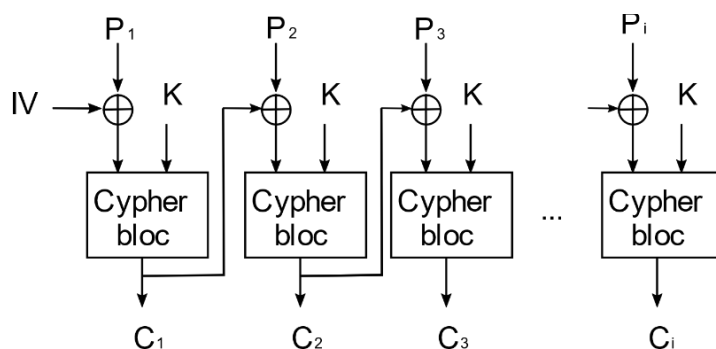 P₁ P₂ P₃ Pᵢ
IV K K K K
Cypher bloc Cypher bloc Cypher bloc ... Cypher bloc
C₁ C₂ C₃ Cᵢ